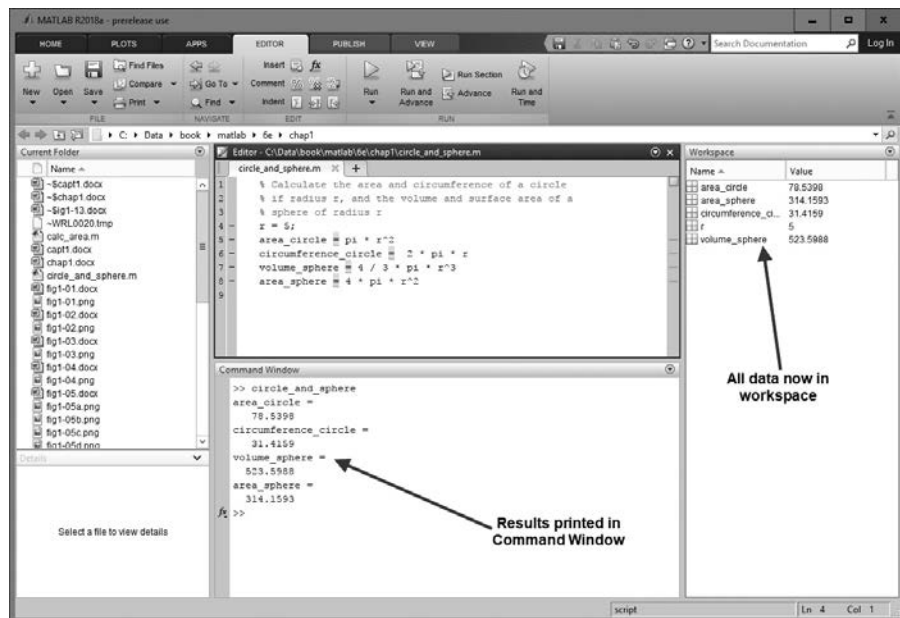 MATLAB R2018a - prerelease use
HOME PLOTS APPS EDITOR PUBLISH VIEW
Search Documentation
Log In
New Open Save
Find Files
Compare
Print
Go To
Find
Insert fx
Comment
Indent
Run
Run and Advance
Run Section
Advance
Run and Time
FILE NAVIGATE EDIT RUN
C: Data book matlab 6e chap1
Current Folder
Name
~$capt1.docx
~$chap1.docx
~$ig1-13.docx
~WRL0020.tmp
calc_area.m
capt1.docx
chap1.docx
circle_and_sphere.m
fig1-01.docx
fig1-01.png
fig1-02.docx
fig1-02.png
fig1-03.docx
fig1-03.png
fig1-04.docx
fig1-04.png
fig1-05.docx
fig1-05a.png
fig1-05b.png
fig1-05c.png
fig1-05d.png
Details
Select a file to view details
Editor - C:\Data\book\matlab\6e\chap1\circle_and_sphere.m
circle_and_sphere.m
1 % Calculate the area and circumference of a circle
2 % if radius r, and the volume and surface area of a
3 % sphere of radius r
4 - r = 5;
5 - area_circle = pi * r^2
6 - circumference_circle = 2 * pi * r
7 - volume_sphere = 4 / 3 * pi * r^3
8 - area_sphere = 4 * pi * r^2
9
Command Window
>> circle_and_sphere
area_circle =
78.5398
circumference_circle =
31.4159
volume_sphere =
523.5988
area_sphere =
314.1593
fx >>
Results printed in
Command Window
Workspace
Name Value
area_circle 78.5398
area_sphere 314.1593
circumference_ci... 31.4159
r 5
volume_sphere 523.5988
All data now in
workspace
script
Ln 4 Col 1